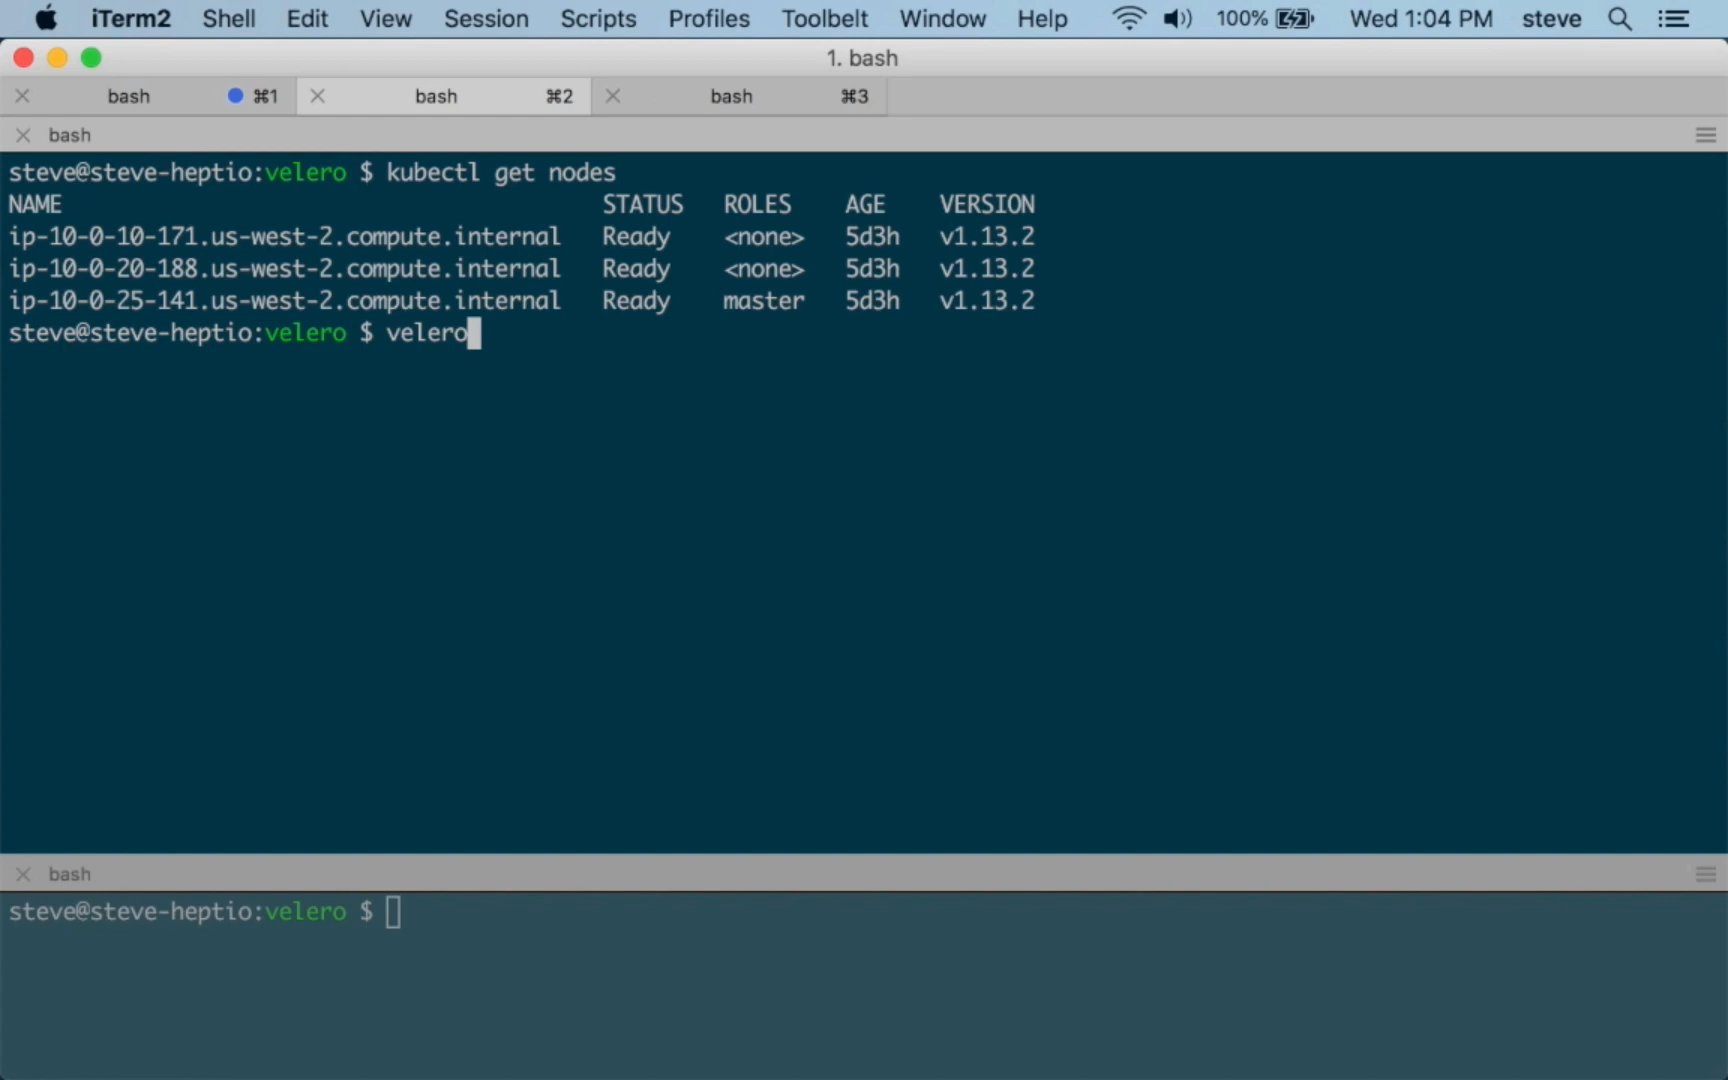 iTerm2 Shell Edit View Session Scripts Profiles Toolbelt Window Help 100% Wed 1:04 PM steve
1. bash
bash ⌘1 bash ⌘2 bash ⌘3
bash
steve@steve-heptio:velero $ kubectl get nodes
NAME STATUS ROLES AGE VERSION
ip-10-0-10-171.us-west-2.compute.internal Ready <none> 5d3h v1.13.2
ip-10-0-20-188.us-west-2.compute.internal Ready <none> 5d3h v1.13.2
ip-10-0-25-141.us-west-2.compute.internal Ready master 5d3h v1.13.2
steve@steve-heptio:velero $ velero
bash
steve@steve-heptio:velero $